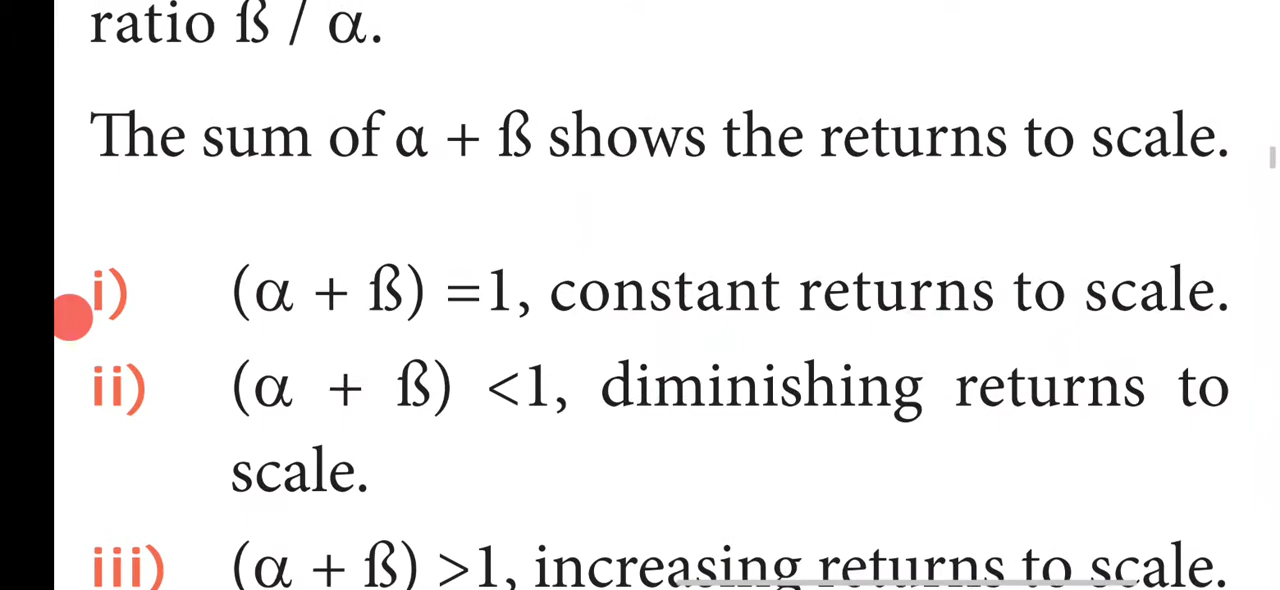 ratio ß / α.
The sum of α + ß shows the returns to scale.
i) (α + ß) =1, constant returns to scale.
ii) (α + ß) <1, diminishing returns to
scale.
iii) (α + ß) >1, increasing returns to scale.